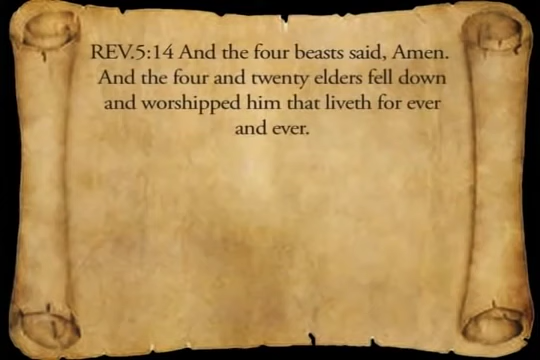 REV.5:14 And the four beasts said, Amen.
And the four and twenty elders fell down
and worshipped him that liveth for ever
and ever.